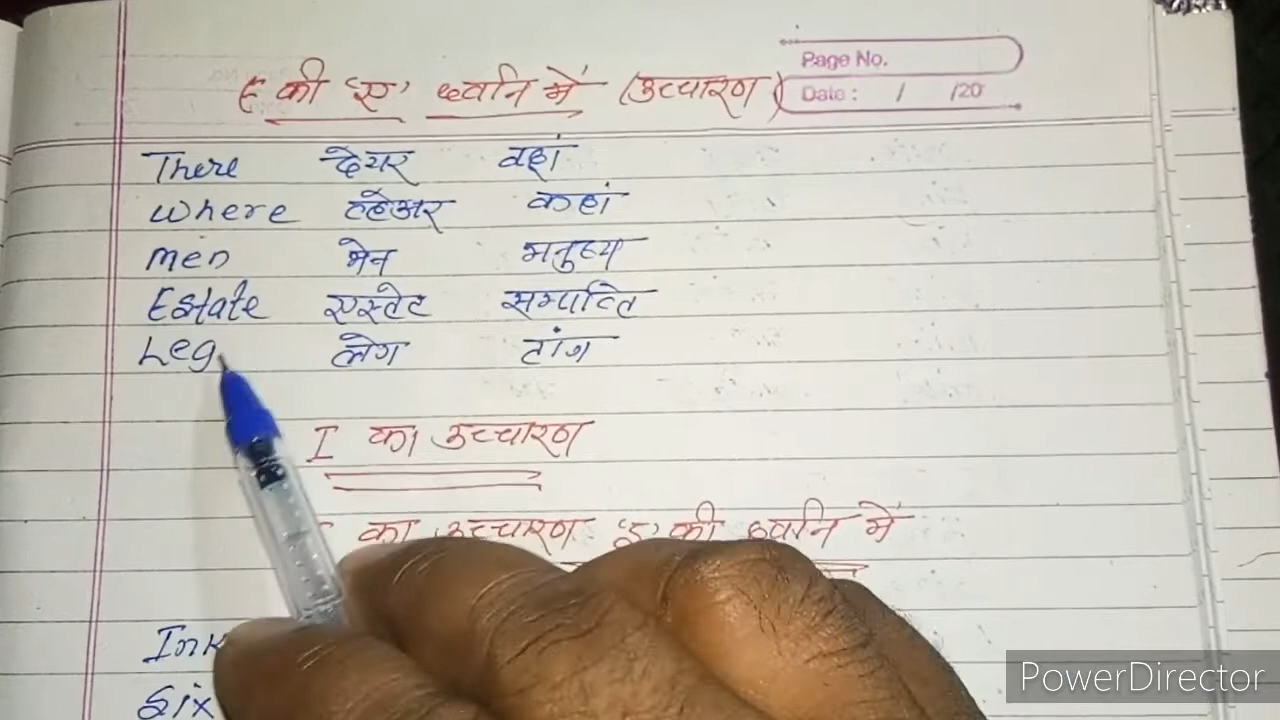 Page No.
E की 'ए' ध्वनि में (उच्चारण)
Date : / /20
There देयर वहां
Where व्हेअर कहां
men मेन मनुष्य
Estate एस्टेट सम्पत्ति
Leg लेग टांग
I का उच्चारण
का उच्चारण 'इ' की ध्वनि में
Ink
Six
PowerDirector